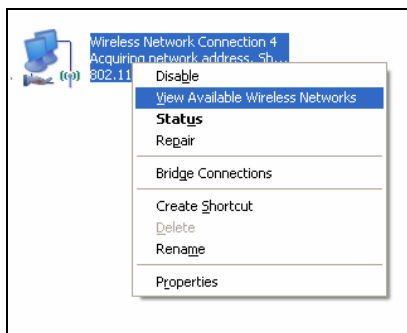 Wireless Network Connection 4
Acquiring network address, Sh...
802.11
Disable
View Available Wireless Networks
Status
Repair
Bridge Connections
Create Shortcut
Delete
Rename
Properties